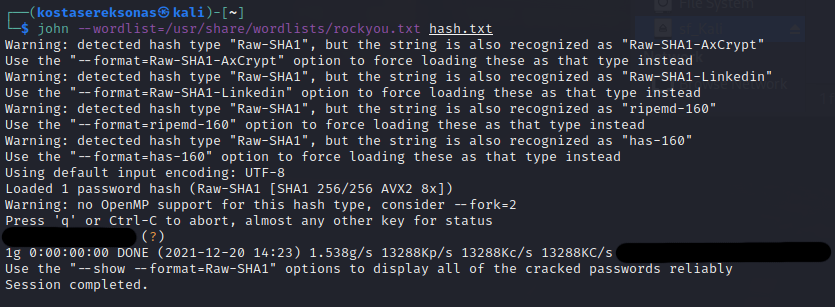 File System
┌──(kostasereksonas㉿kali)-[~]
└─$ john --wordlist=/usr/share/wordlists/rockyou.txt hash.txt
Warning: detected hash type "Raw-SHA1", but the string is also recognized as "Raw-SHA1-AxCrypt"
Use the "--format=Raw-SHA1-AxCrypt" option to force loading these as that type instead
Warning: detected hash type "Raw-SHA1", but the string is also recognized as "Raw-SHA1-Linkedin"
Use the "--format=Raw-SHA1-Linkedin" option to force loading these as that type instead
Warning: detected hash type "Raw-SHA1", but the string is also recognized as "ripemd-160"
Use the "--format=ripemd-160" option to force loading these as that type instead
Warning: detected hash type "Raw-SHA1", but the string is also recognized as "has-160"
Use the "--format=has-160" option to force loading these as that type instead
Using default input encoding: UTF-8
Loaded 1 password hash (Raw-SHA1 [SHA1 256/256 AVX2 8x])
Warning: no OpenMP support for this hash type, consider --fork=2
Press 'q' or Ctrl-C to abort, almost any other key for status
(?)
1g 0:00:00:00 DONE (2021-12-20 14:23) 1.538g/s 13288Kp/s 13288Kc/s 13288KC/s
Use the "--show --format=Raw-SHA1" options to display all of the cracked passwords reliably
Session completed.